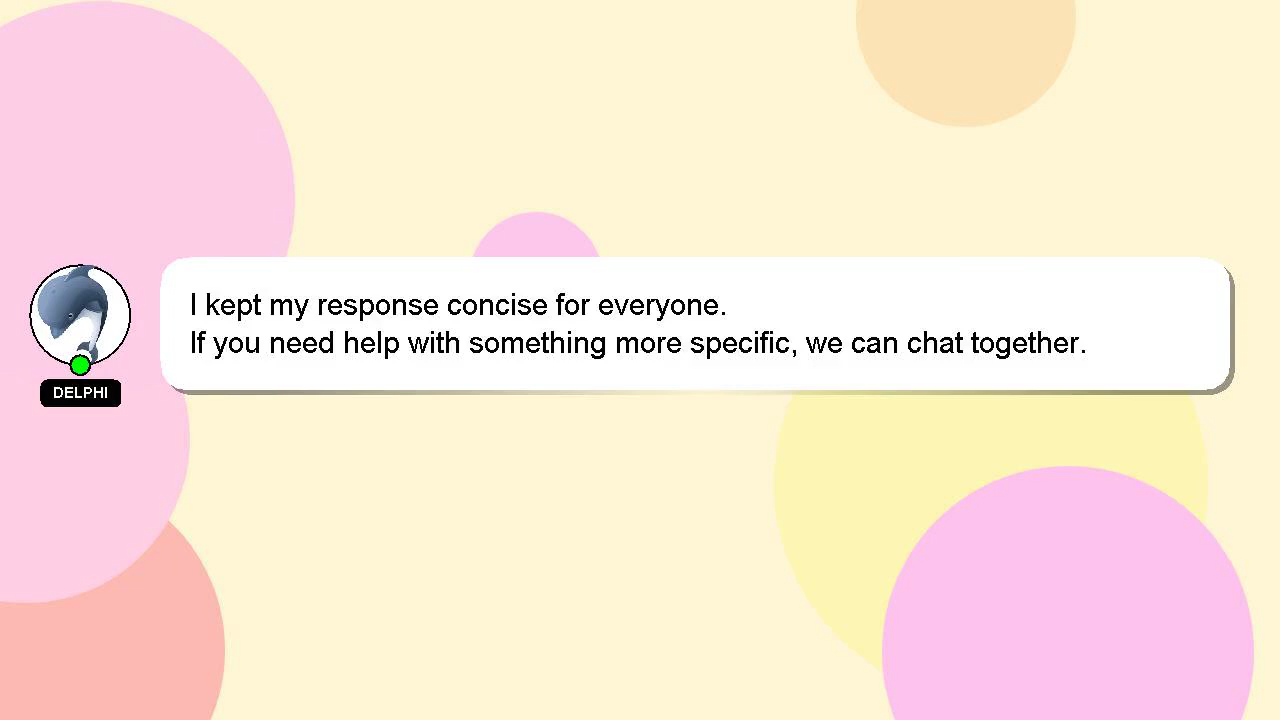 I kept my response concise for everyone.
If you need help with something more specific, we can chat together.
DELPHI